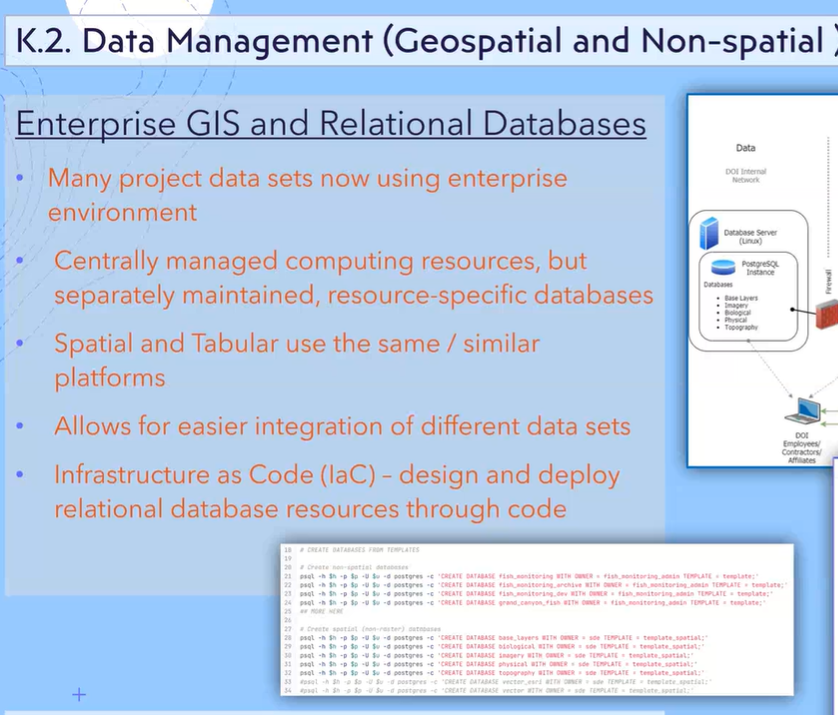 K.2. Data Management (Geospatial and Non-spatial )
Enterprise GIS and Relational Databases
• Many project data sets now using enterprise
environment
• Centrally managed computing resources, but
separately maintained, resource-specific databases
• Spatial and Tabular use the same / similar
platforms
• Allows for easier integration of different data sets
• Infrastructure as Code (IaC) – design and deploy
relational database resources through code
Data
DOI Internal
Network
Database Server
(Linux)
PostgreSQL
Instance
Databases
• Base Layers
• Imagery
• Biological
• Physical
• Topography
Firewall
DOI
Employees/
Contractors/
Affiliates
18 # CREATE DATABASES FROM TEMPLATES
19
20 # Create non-spatial databases
21 psql -h $h -p $p -U $u -d postgres -c 'CREATE DATABASE fish_monitoring WITH OWNER = fish_monitoring_admin TEMPLATE = template;'
22 psql -h $h -p $p -U $u -d postgres -c 'CREATE DATABASE fish_monitoring_archive WITH OWNER = fish_monitoring_admin TEMPLATE = template;'
23 psql -h $h -p $p -U $u -d postgres -c 'CREATE DATABASE fish_monitoring_dev WITH OWNER = fish_monitoring_admin TEMPLATE = template;'
24 psql -h $h -p $p -U $u -d postgres -c 'CREATE DATABASE grand_canyon_fish WITH OWNER = fish_monitoring_admin TEMPLATE = template;'
25 ## MORE HERE
26
27 # Create spatial (non-raster) databases
28 psql -h $h -p $p -U $u -d postgres -c 'CREATE DATABASE base_layers WITH OWNER = sde TEMPLATE = template_spatial;'
29 psql -h $h -p $p -U $u -d postgres -c 'CREATE DATABASE biological WITH OWNER = sde TEMPLATE = template_spatial;'
30 psql -h $h -p $p -U $u -d postgres -c 'CREATE DATABASE imagery WITH OWNER = sde TEMPLATE = template_spatial;'
31 psql -h $h -p $p -U $u -d postgres -c 'CREATE DATABASE physical WITH OWNER = sde TEMPLATE = template_spatial;'
32 psql -h $h -p $p -U $u -d postgres -c 'CREATE DATABASE topography WITH OWNER = sde TEMPLATE = template_spatial;'
33 #psql -h $h -p $p -U $u -d postgres -c 'CREATE DATABASE vector_esri WITH OWNER = sde TEMPLATE = template_spatial;'
34 #psql -h $h -p $p -U $u -d postgres -c 'CREATE DATABASE vector WITH OWNER = sde TEMPLATE = template_spatial;'